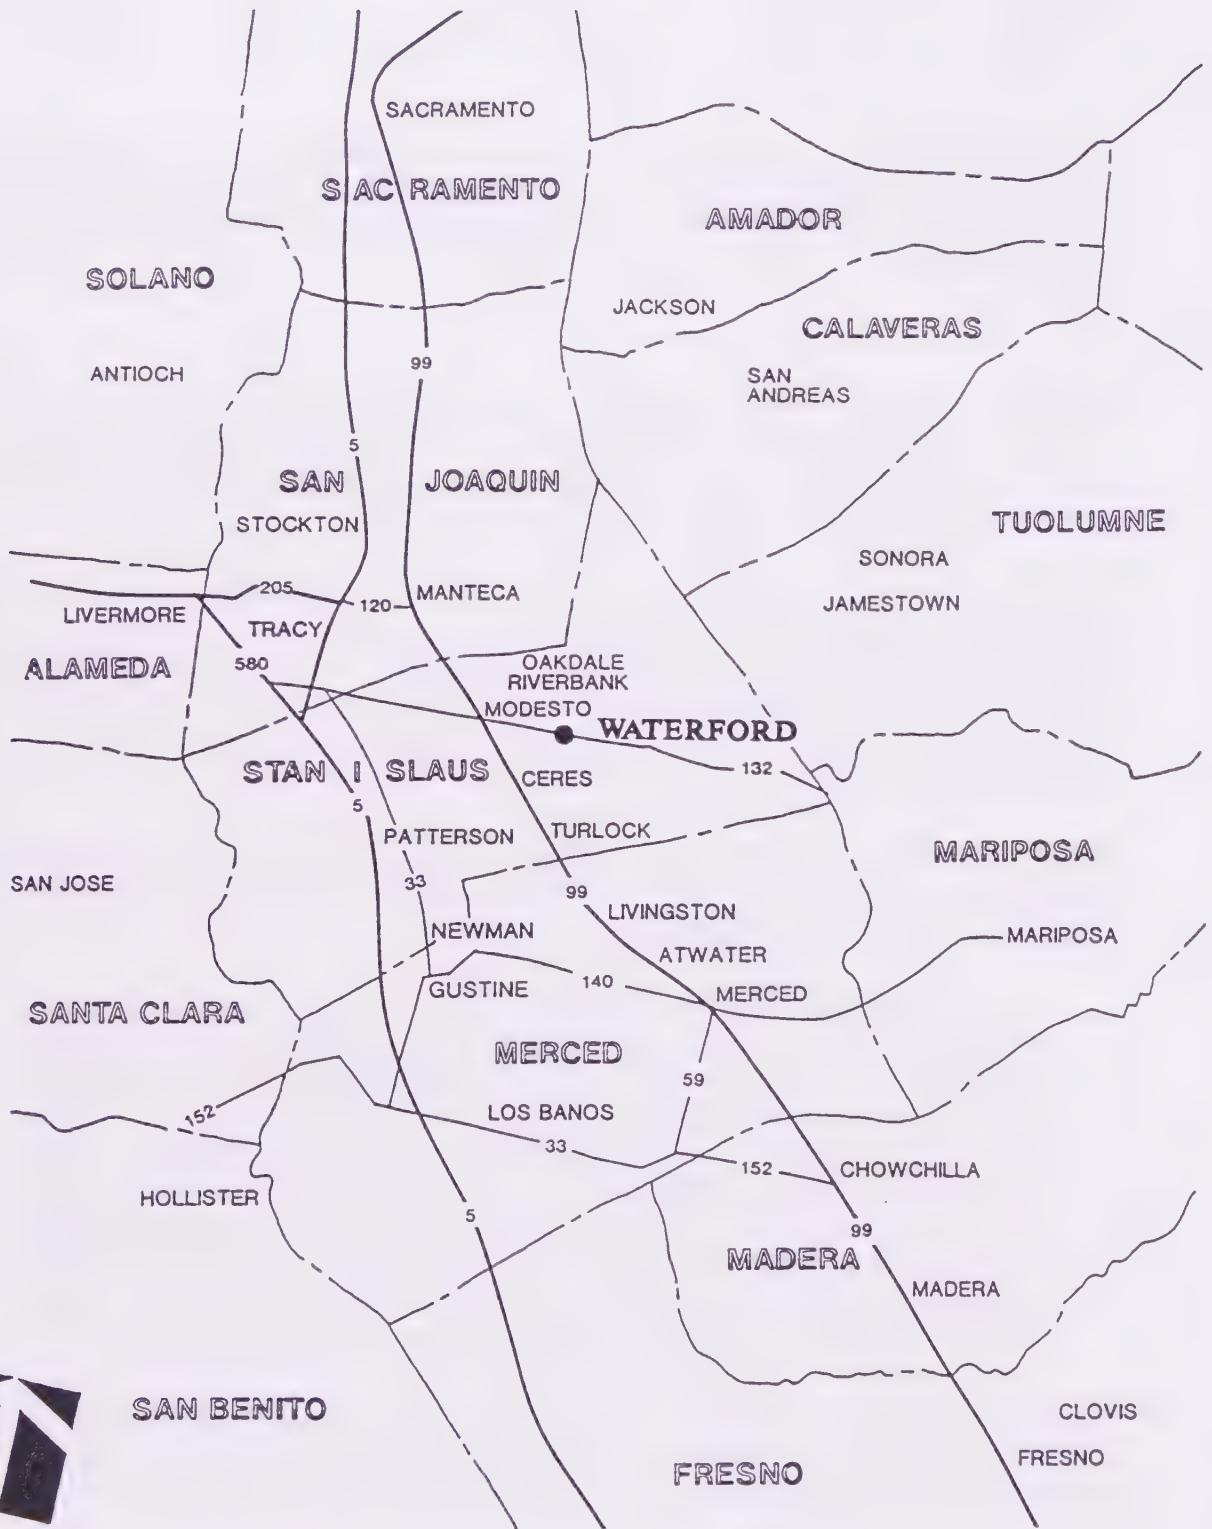 SACRAMENTO
SAC RAMENTO
AMADOR
SOLANO
JACKSON
CALAVERAS
ANTIOCH
99
SAN
ANDREAS
5
SAN JOAQUIN
STOCKTON
TUOLUMNE
SONORA
205
MANTECA
120
JAMESTOWN
LIVERMORE
TRACY
ALAMEDA
580
OAKDALE
RIVERBANK
MODESTO
WATERFORD
STAN I SLAUS
CERES
132
5
PATTERSON
TURLOCK
MARIPOSA
SAN JOSE
33
99
LIVINGSTON
NEWMAN
MARIPOSA
ATWATER
GUSTINE
140
MERCED
SANTA CLARA
MERCED
59
152
LOS BANOS
33
152
CHOWCHILLA
HOLLISTER
5
99
MADERA
MADERA
SAN BENITO
CLOVIS
FRESNO
FRESNO